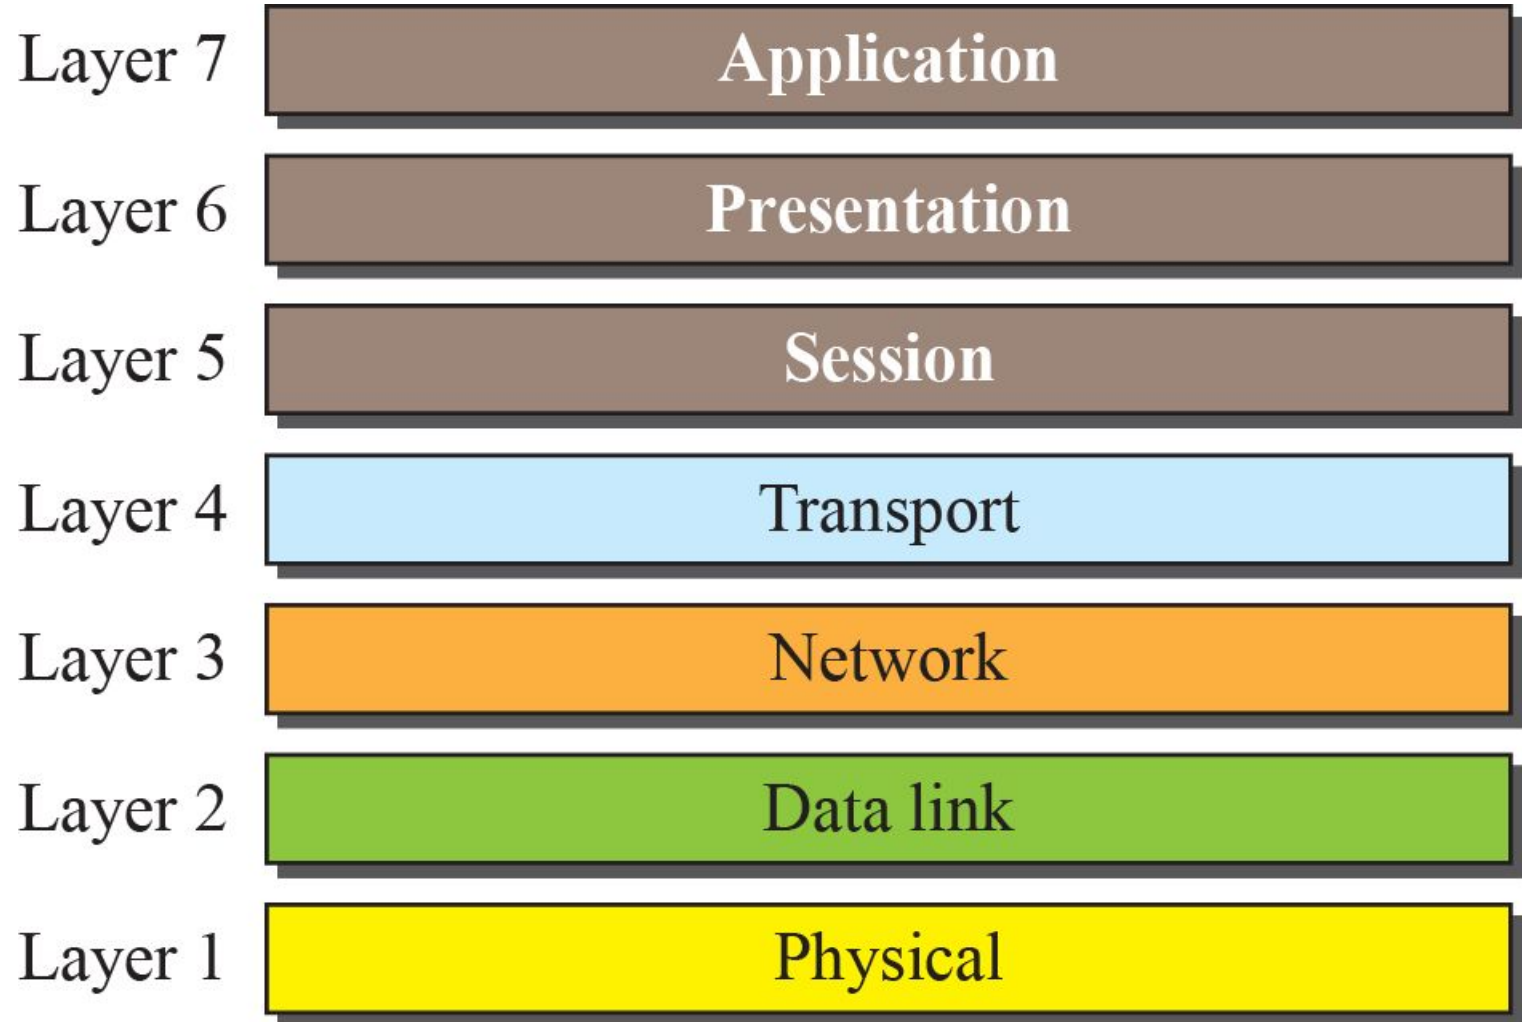 Layer 7 Application
Layer 6 Presentation
Layer 5 Session
Layer 4 Transport
Layer 3 Network
Layer 2 Data link
Layer 1 Physical